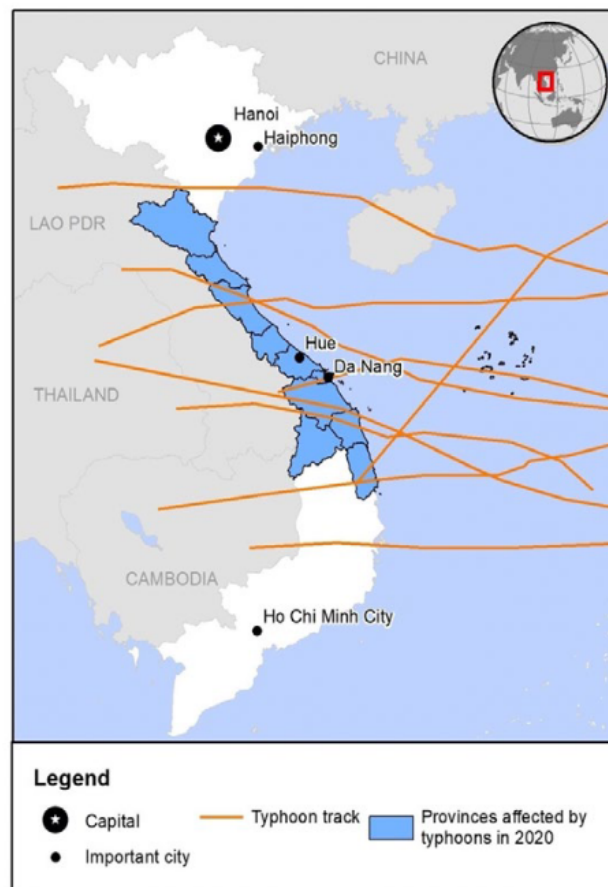 CHINA
Hanoi
Haiphong
LAO PDR
Hue
Da Nang
THAILAND
CAMBODIA
Ho Chi Minh City
Legend
Capital
Typhoon track
Provinces affected by
typhoons in 2020
Important city